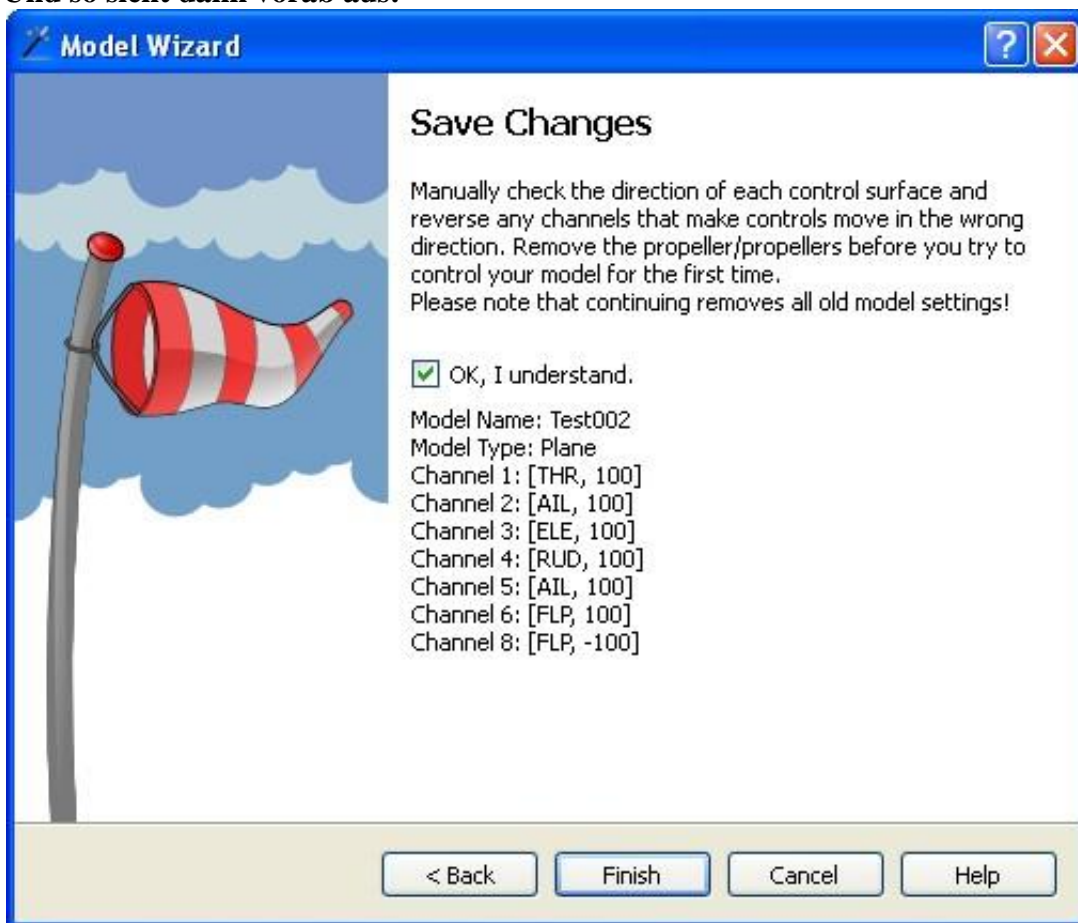 Und so sieht dann vorab aus:
Model Wizard
Save Changes
Manually check the direction of each control surface and
reverse any channels that make controls move in the wrong
direction. Remove the propeller/propellers before you try to
control your model for the first time.
Please note that continuing removes all old model settings!
OK, I understand.
Model Name: Test002
Model Type: Plane
Channel 1: [THR, 100]
Channel 2: [AIL, 100]
Channel 3: [ELE, 100]
Channel 4: [RUD, 100]
Channel 5: [AIL, 100]
Channel 6: [FLP, 100]
Channel 8: [FLP, -100]
< Back Finish Cancel Help